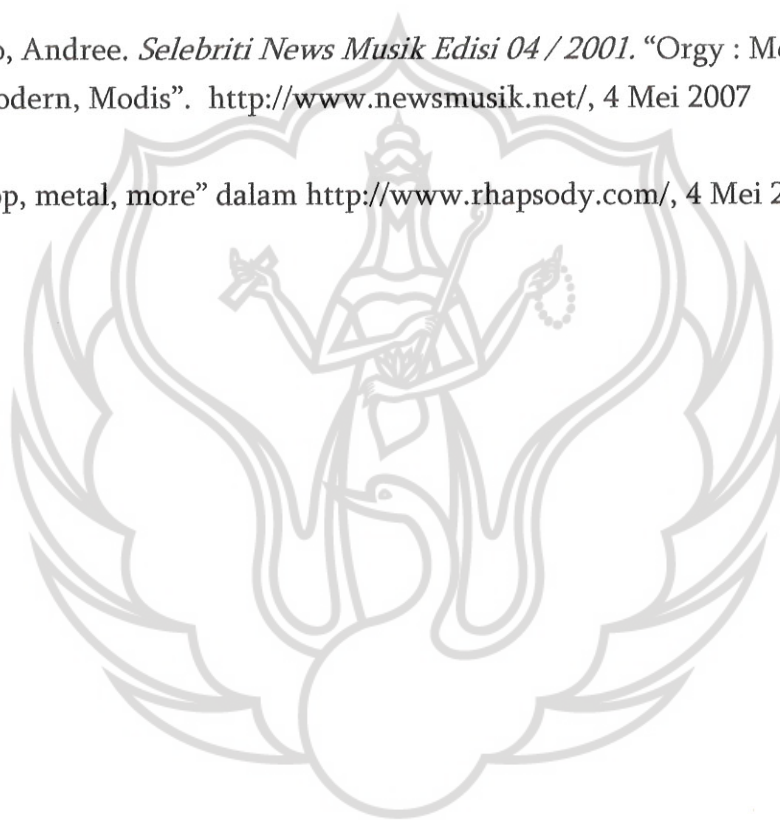 o, Andree. Selebriti News Musik Edisi 04 / 2001. “Orgy : M
odern, Modis”. http://www.newsmusik.net/, 4 Mei 2007
op, metal, more” dalam http://www.rhapsody.com/, 4 Mei 2